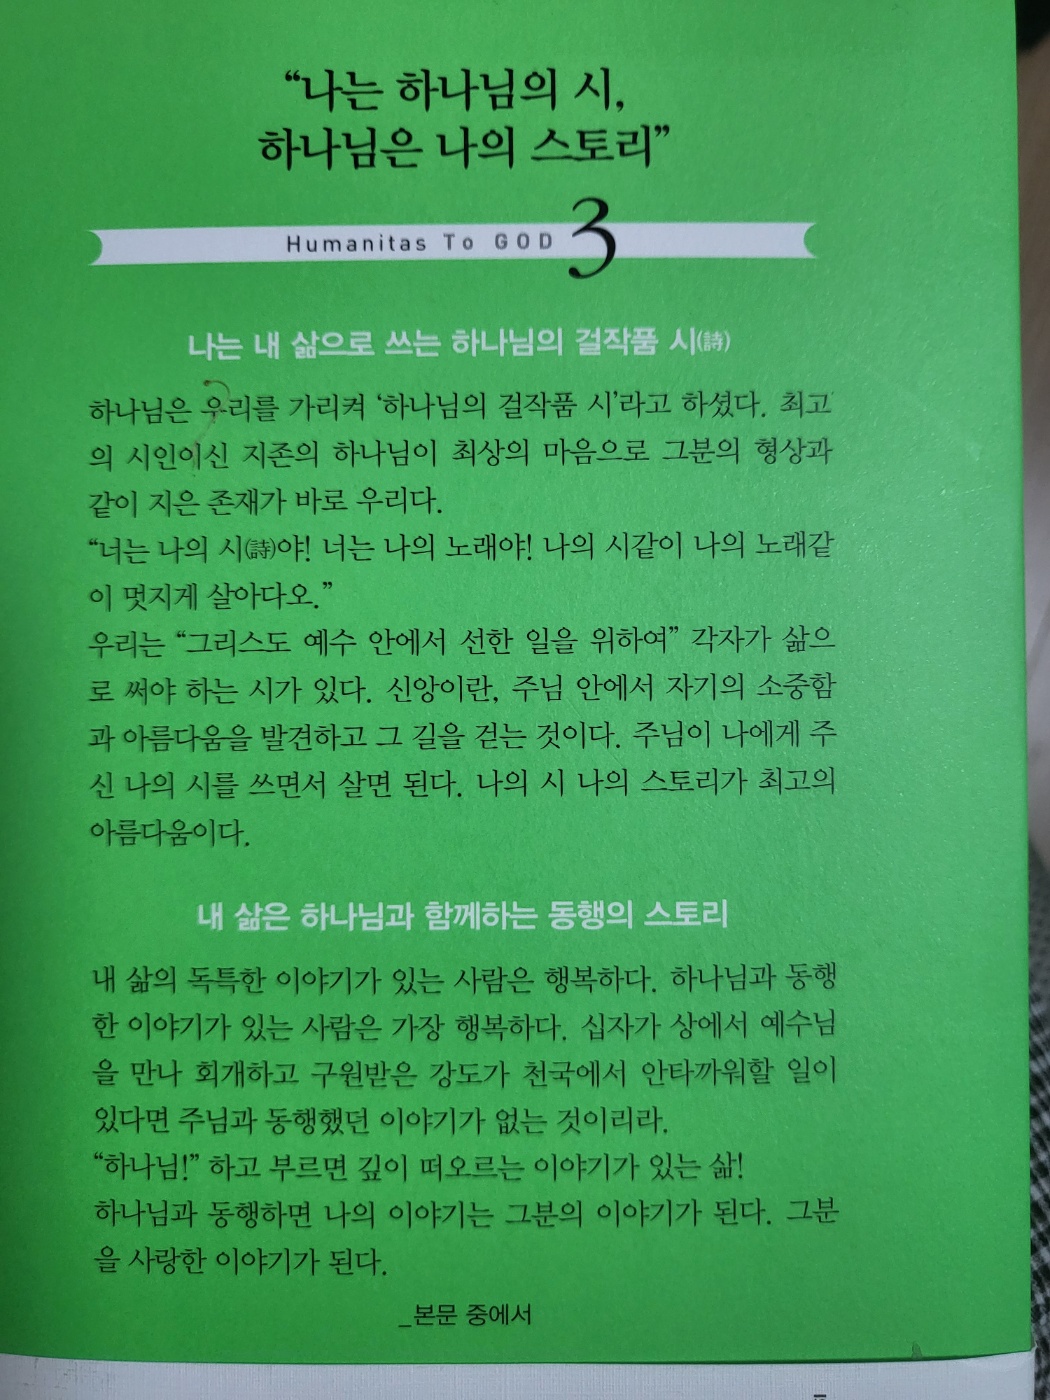 “나는 하나님의 시,
하나님은 나의 스토리”
Humanitas To GOD 3
나는 내 삶으로 쓰는 하나님의 걸작품 시(詩)
하나님은 우리를 가리켜 ‘하나님의 걸작품 시’라고 하셨다. 최고
의 시인이신 지존의 하나님이 최상의 마음으로 그분의 형상과
같이 지은 존재가 바로 우리다.
“너는 나의 시(詩)야! 너는 나의 노래야! 나의 시같이 나의 노래같
이 멋지게 살아다오.”
우리는 “그리스도 예수 안에서 선한 일을 위하여” 각자가 삶으
로 써야 하는 시가 있다. 신앙이란, 주님 안에서 자기의 소중함
과 아름다움을 발견하고 그 길을 걷는 것이다. 주님이 나에게 주
신 나의 시를 쓰면서 살면 된다. 나의 시 나의 스토리가 최고의
아름다움이다.
내 삶은 하나님과 함께하는 동행의 스토리
내 삶의 독특한 이야기가 있는 사람은 행복하다. 하나님과 동행
한 이야기가 있는 사람은 가장 행복하다. 십자가 상에서 예수님
을 만나 회개하고 구원받은 강도가 천국에서 안타까워할 일이
있다면 주님과 동행했던 이야기가 없는 것이리라.
“하나님!” 하고 부르면 깊이 떠오르는 이야기가 있는 삶!
하나님과 동행하면 나의 이야기는 그분의 이야기가 된다. 그분
을 사랑한 이야기가 된다.
_본문 중에서